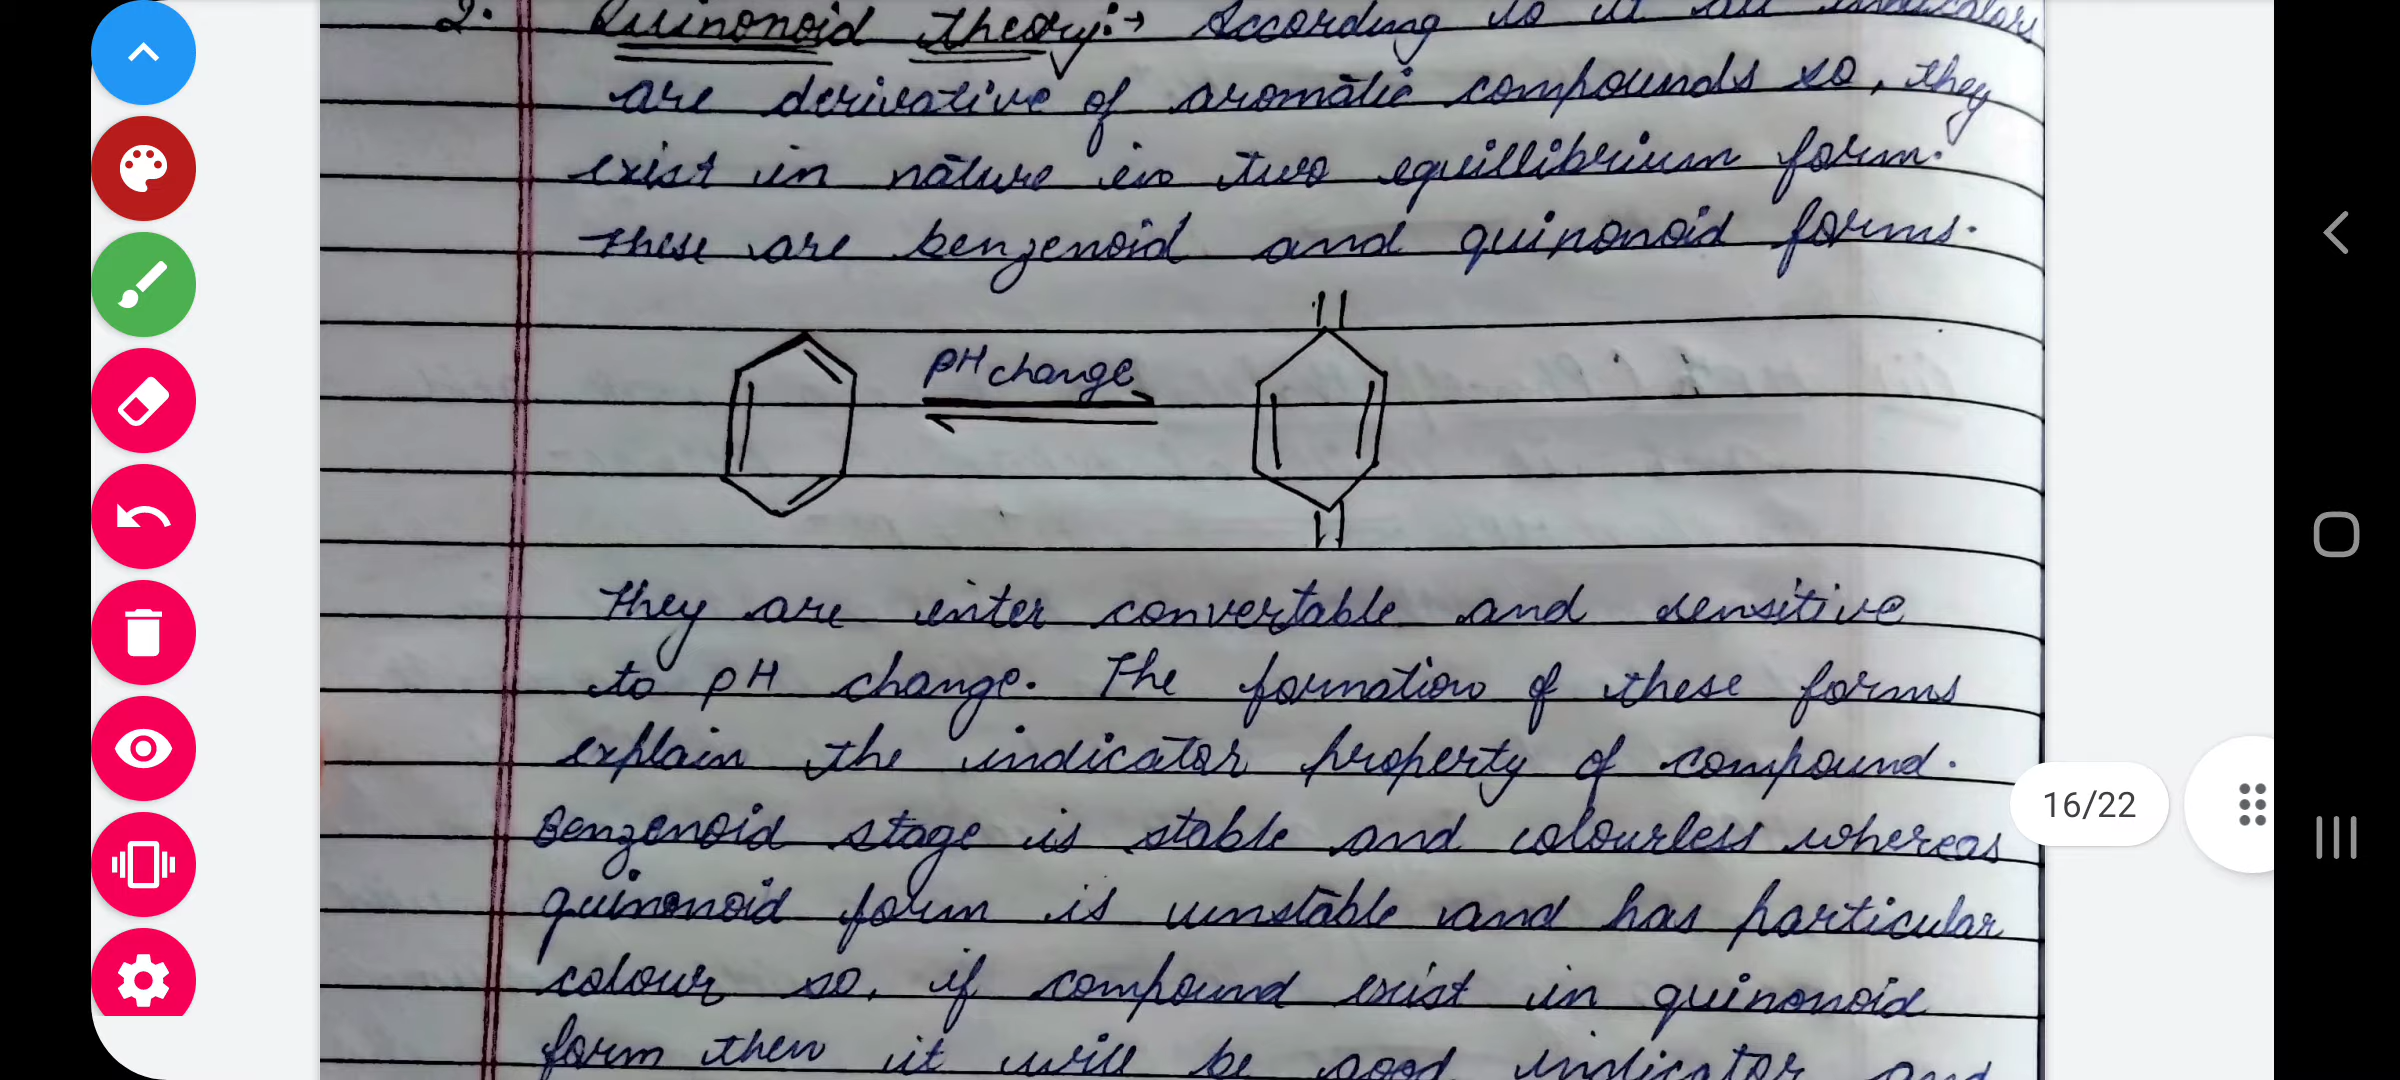 2. Quinonoid theory:→ According to it all indicators
are derivative of aromatic compounds so, they
exist in nature in two equillibrium form.
These are benzenoid and quinonoid forms.
pH change
They are inter convertable and sensitive
to pH change. The formation of these forms
explain the indicator property of compound.
16/22
Benzenoid stage is stable and colourless whereas
quinonoid form is unstable and has particular
colour so, if compound exist in quinonoid
form then it will be good indicator and